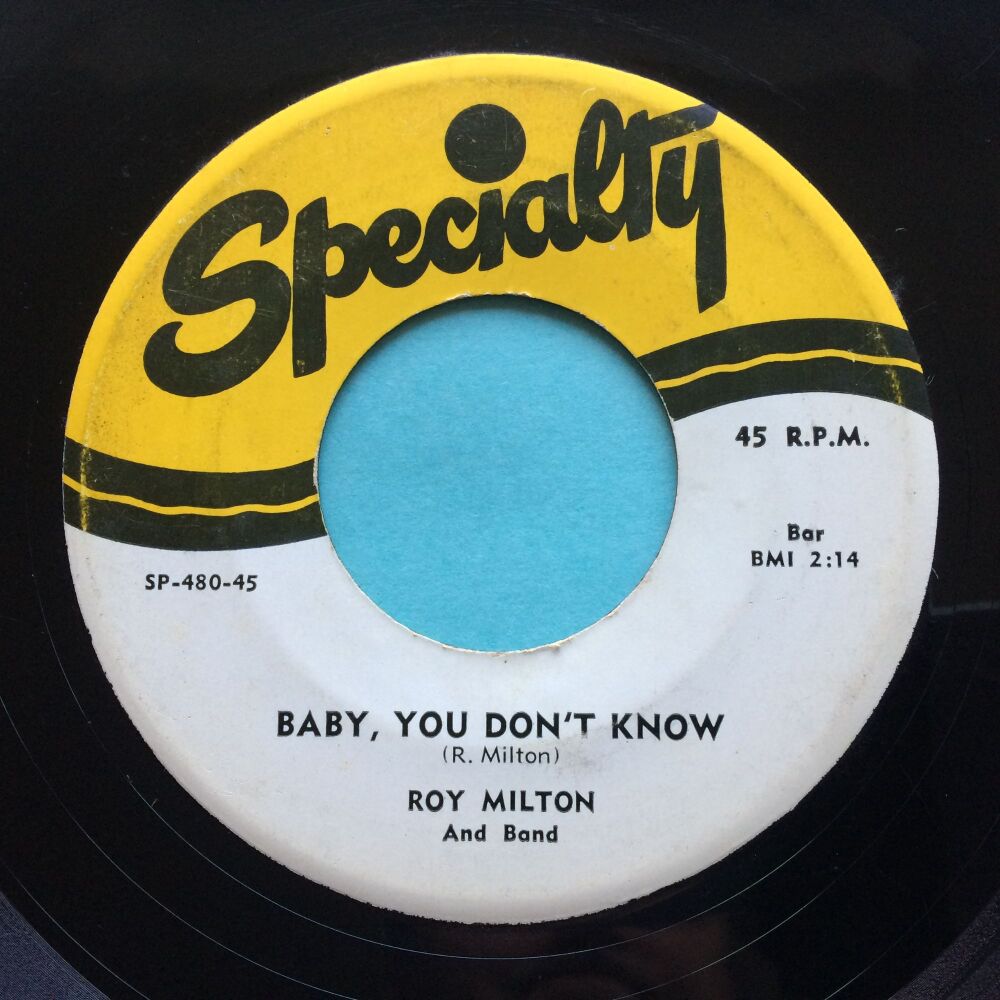 Specialty
45 R.P.M.
Bar
BMI 2:14
SP-480-45
BABY, YOU DON'T KNOW
(R. Milton)
ROY MILTON
And Band